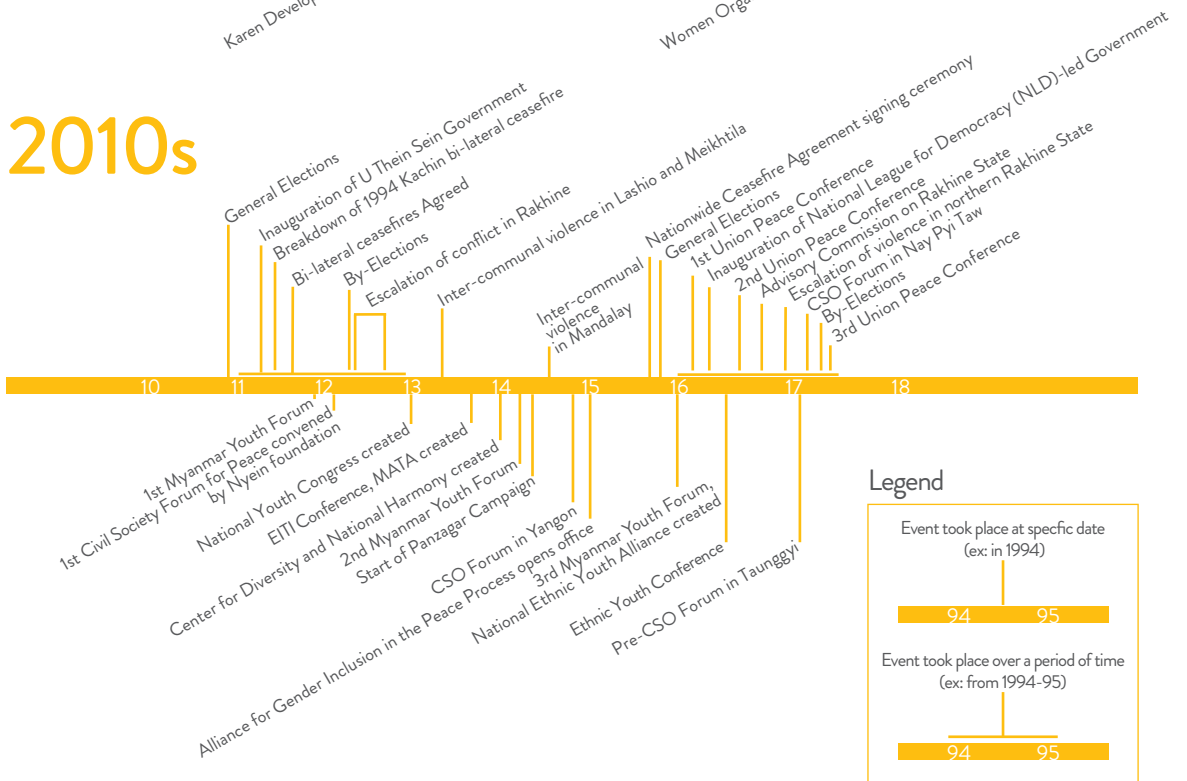 Karen
Women
2010s
General Elections
Inauguration of U Thein Sein Government
Breakdown of 1994 Kachin bi-lateral ceasefire
Bi-lateral ceasefires Agreed
By-Elections
Escalation of conflict in Rakhine
Inter-communal violence in Lashio and Meikhtila
Inter-communal
violence
in Mandalay
Nationwide Ceasefire Agreement signing ceremony
General Elections
1st Union Peace Conference
Inauguration of National League for Democracy (NLD)-led Government
2nd Union Peace Conference
Advisory Commission on Rakhine State
Escalation of violence in northern Rakhine State
CSO Forum in Nay Pyi Taw
By-Elections
3rd Union Peace Conference
10 11 12 13 14 15 16 17 18
1st Myanmar Youth Forum
1st Civil Society Forum for Peace convened
by Nyein foundation
National Youth Congress created
EITI Conference, MATA created
Center for Diversity and National Harmony created
2nd Myanmar Youth Forum
Start of Panzagar Campaign
CSO Forum in Yangon
Alliance for Gender Inclusion in the Peace Process opens office
3rd Myanmar Youth Forum,
National Ethnic Youth Alliance created
Ethnic Youth Conference
Pre-CSO Forum in Taunggyi
Legend
Event took place at specfic date
(ex: in 1994)
94 95
Event took place over a period of time
(ex: from 1994-95)
94 95